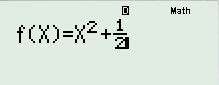 D Math
f(X)=X²+1/2